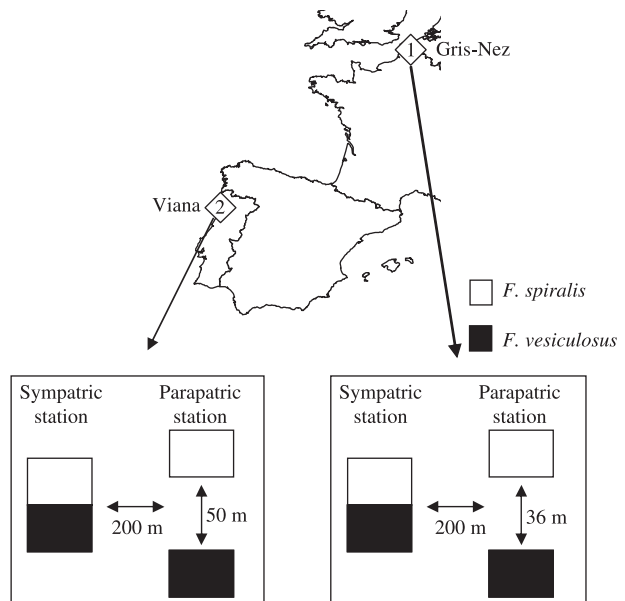 1 Gris-Nez
Viana 2
F. spiralis
F. vesiculosus
Sympatric
station
Parapatric
station
200 m
50 m
Sympatric
station
Parapatric
station
200 m
36 m